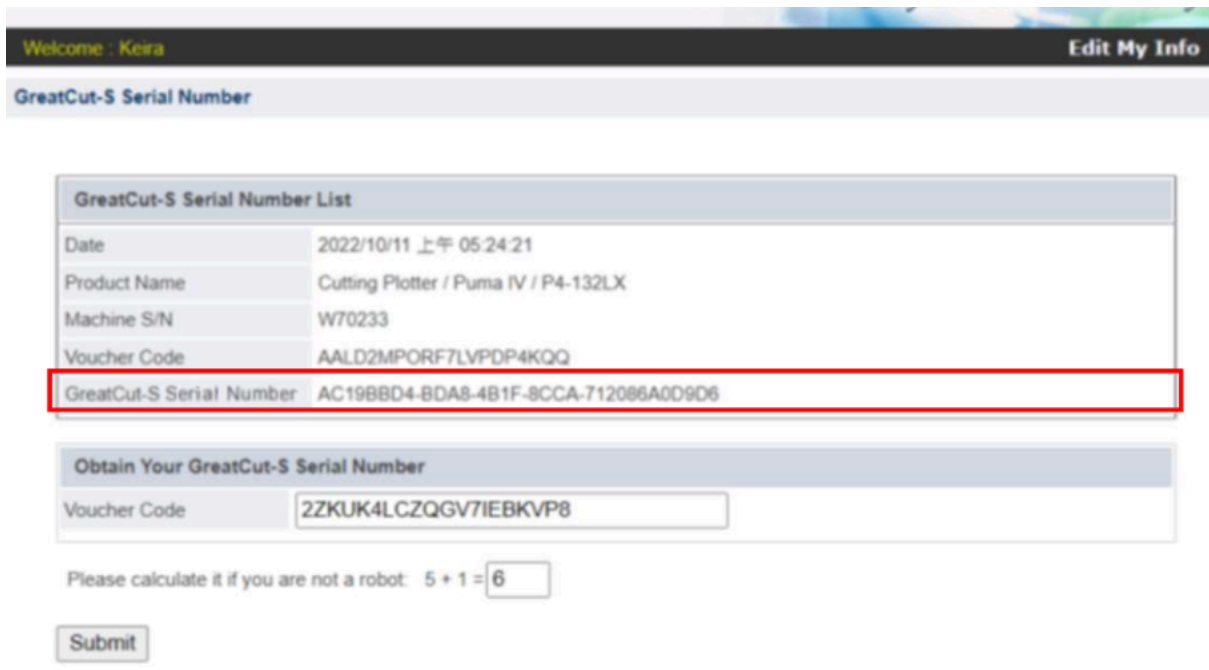 Welcome : Keira
Edit My Info
GreatCut-S Serial Number
GreatCut-S Serial Number List
Date 2022/10/11 上午 05:24:21
Product Name Cutting Plotter / Puma IV / P4-132LX
Machine S/N W70233
Voucher Code AALD2MPORF7LVPDP4KQQ
GreatCut-S Serial Number AC19BBD4-BDA8-4B1F-8CCA-712086A0D9D6
Obtain Your GreatCut-S Serial Number
Voucher Code 2ZKUK4LCZQGV7IEBKVP8
Please calculate it if you are not a robot: 5 + 1 = 6
Submit